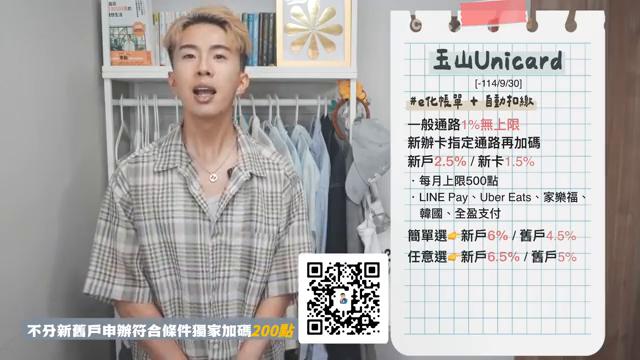 玉山Unicard
[-114/9/30]
#e化帳單 + 自動扣繳
一般通路1%無上限
新辦卡指定通路再加碼
新戶2.5% / 新卡1.5%
·每月上限500點
·LINE Pay、Uber Eats、家樂福、
韓國、全盈支付
簡單選👉新戶6% / 舊戶4.5%
任意選👉新戶6.5% / 舊戶5%
不分新舊戶申辦符合條件獨家加碼200點